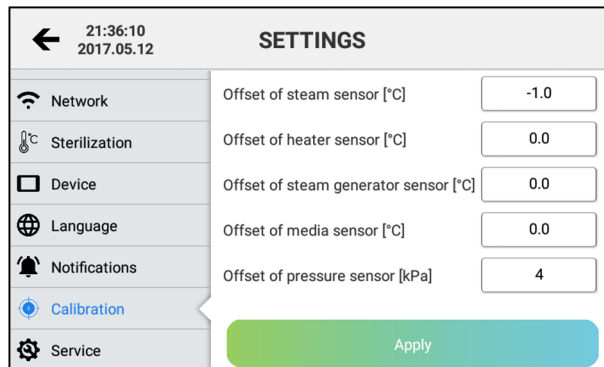 21:36:10
2017.05.12
SETTINGS
Network
°C Sterilization
Device
Language
Notifications
Calibration
Service
Offset of steam sensor [°C] -1.0
Offset of heater sensor [°C] 0.0
Offset of steam generator sensor [°C] 0.0
Offset of media sensor [°C] 0.0
Offset of pressure sensor [kPa] 4
Apply